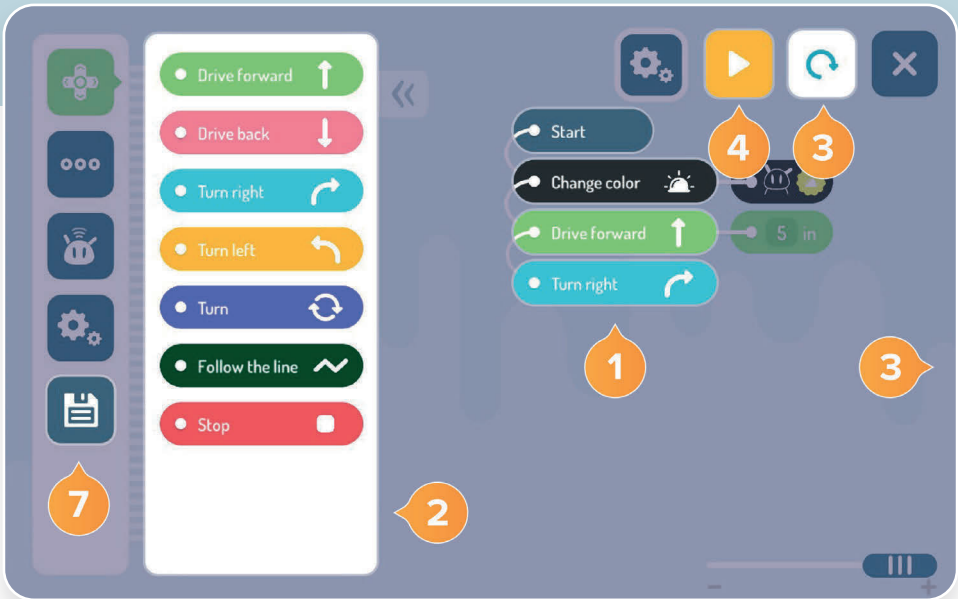 Drive forward
Drive back
Turn right
Turn left
Turn
Follow the line
Stop
Start
Change color
Drive forward
5 in
Turn right
4
3
1
3
2
7
- +